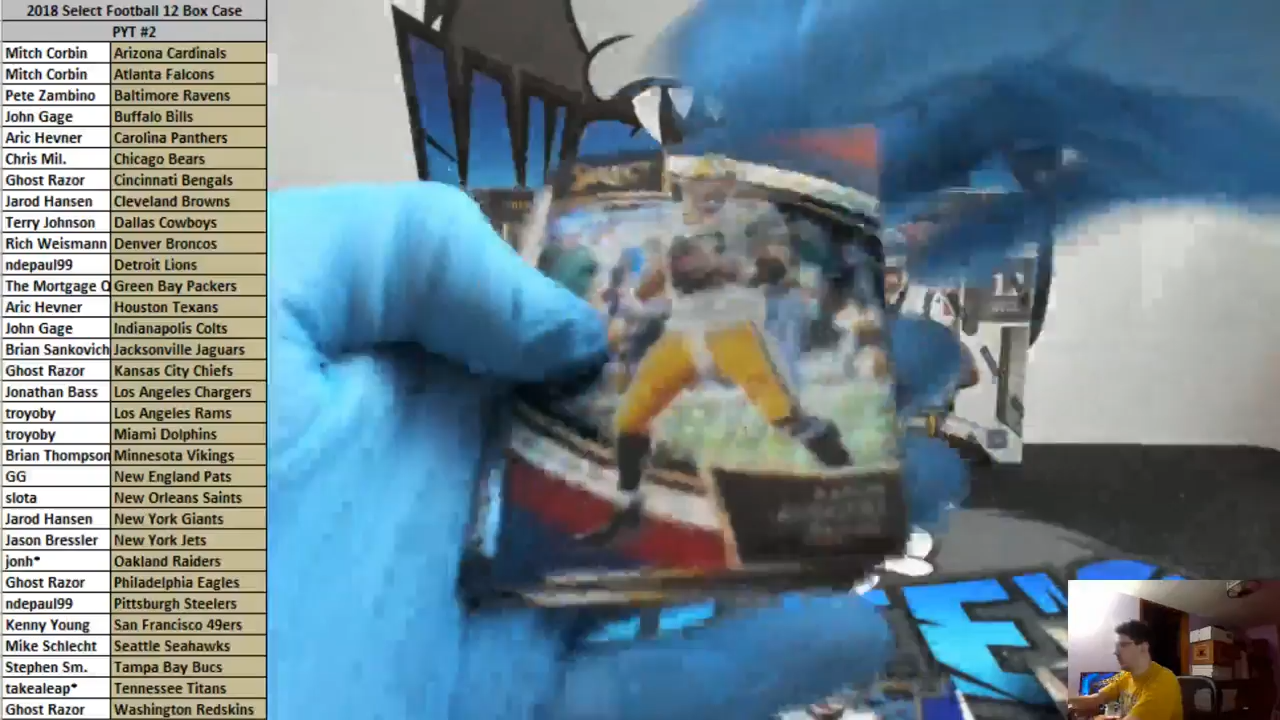 2018 Select Football 12 Box Case
PYT #2
Mitch Corbin Arizona Cardinals
Mitch Corbin Atlanta Falcons
Pete Zambino Baltimore Ravens
John Gage Buffalo Bills
Aric Hevner Carolina Panthers
Chris Mil. Chicago Bears
Ghost Razor Cincinnati Bengals
Jarod Hansen Cleveland Browns
Terry Johnson Dallas Cowboys
Rich Weismann Denver Broncos
ndepaul99 Detroit Lions
The Mortgage Green Bay Packers
Aric Hevner Houston Texans
John Gage Indianapolis Colts
Brian Sankovich Jacksonville Jaguars
Ghost Razor Kansas City Chiefs
Jonathan Bass Los Angeles Chargers
troyoby Los Angeles Rams
troyoby Miami Dolphins
Brian Thompson Minnesota Vikings
GG New England Pats
slota New Orleans Saints
Jarod Hansen New York Giants
Jason Bressler New York Jets
jonh* Oakland Raiders
Ghost Razor Philadelphia Eagles
ndepaul99 Pittsburgh Steelers
Kenny Young San Francisco 49ers
Mike Schlecht Seattle Seahawks
Stephen Sm. Tampa Bay Bucs
takealeap* Tennessee Titans
Ghost Razor Washington Redskins